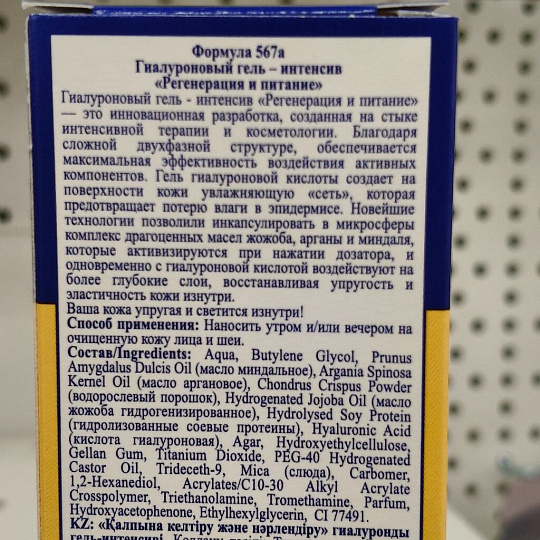 Формула 567а
Гиалуроновый гель – интенсив
«Регенерация и питание»
Гиалуроновый гель - интенсив «Регенерация и питание»
— это инновационная разработка, созданная на стыке
интенсивной терапии и косметологии. Благодаря
сложной двухфазной структуре, обеспечивается
максимальная эффективность воздействия активных
компонентов. Гель гиалуроновой кислоты создает на
поверхности кожи увлажняющую «сеть», которая
предотвращает потерю влаги в эпидермисе. Новейшие
технологии позволили инкапсулировать в микросферы
комплекс драгоценных масел жожоба, арганы и миндаля,
которые активизируются при нажатии дозатора, и
одновременно с гиалуроновой кислотой воздействуют на
более глубокие слои, восстанавливая упругость и
эластичность кожи изнутри.
Ваша кожа упругая и светится изнутри!
Способ применения: Наносить утром и/или вечером на
очищенную кожу лица и шеи.
Состав/Ingredients: Aqua, Butylene Glycol, Prunus
Amygdalus Dulcis Oil (масло миндальное), Argania Spinosa
Kernel Oil (масло аргановое), Chondrus Crispus Powder
(водорослевый порошок), Hydrogenated Jojoba Oil (масло
жожоба гидрогенизированное), Hydrolysed Soy Protein
(гидролизованные соевые протеины), Hyaluronic Acid
(кислота гиалуроновая), Agar, Hydroxyethylcellulose,
Gellan Gum, Titanium Dioxide, PEG-40 Hydrogenated
Castor Oil, Trideceth-9, Mica (слюда), Carbomer,
1,2-Hexanediol, Acrylates/C10-30 Alkyl Acrylate
Crosspolymer, Triethanolamine, Tromethamine, Parfum,
Hydroxyacetophenone, Ethylhexylglycerin, CI 77491.
KZ: «Қалпына келтіру және нәрлендіру» гиалуронды
гель-интенсиві